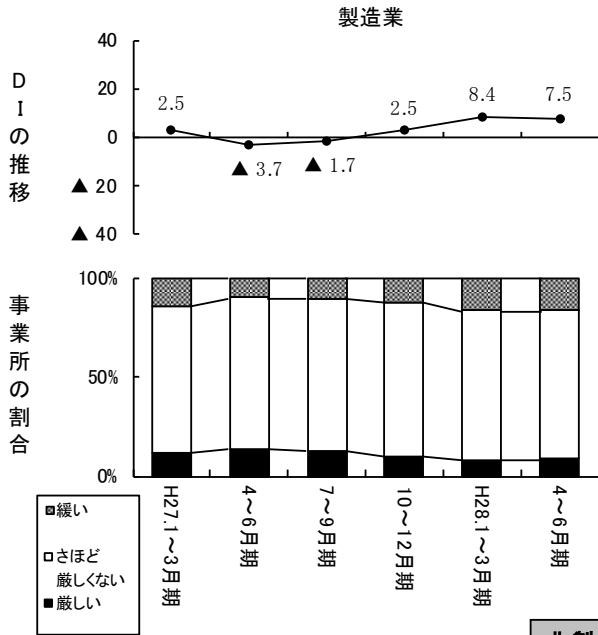 製造業
DIの推移
40
20
0
▲ 20
▲ 40
2.5
▲ 3.7
▲ 1.7
2.5
8.4
7.5
事業所の割合
100%
50%
0%
H27.1～3月期
4～6月期
7～9月期
10～12月期
H28.1～3月期
4～6月期
緩い
さほど
厳しくない
厳しい